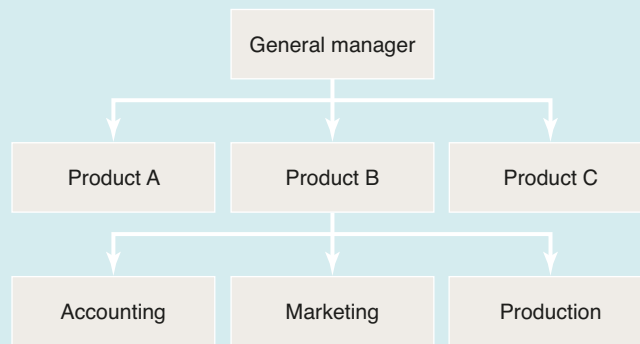 General manager
Product A
Product B
Product C
Accounting
Marketing
Production